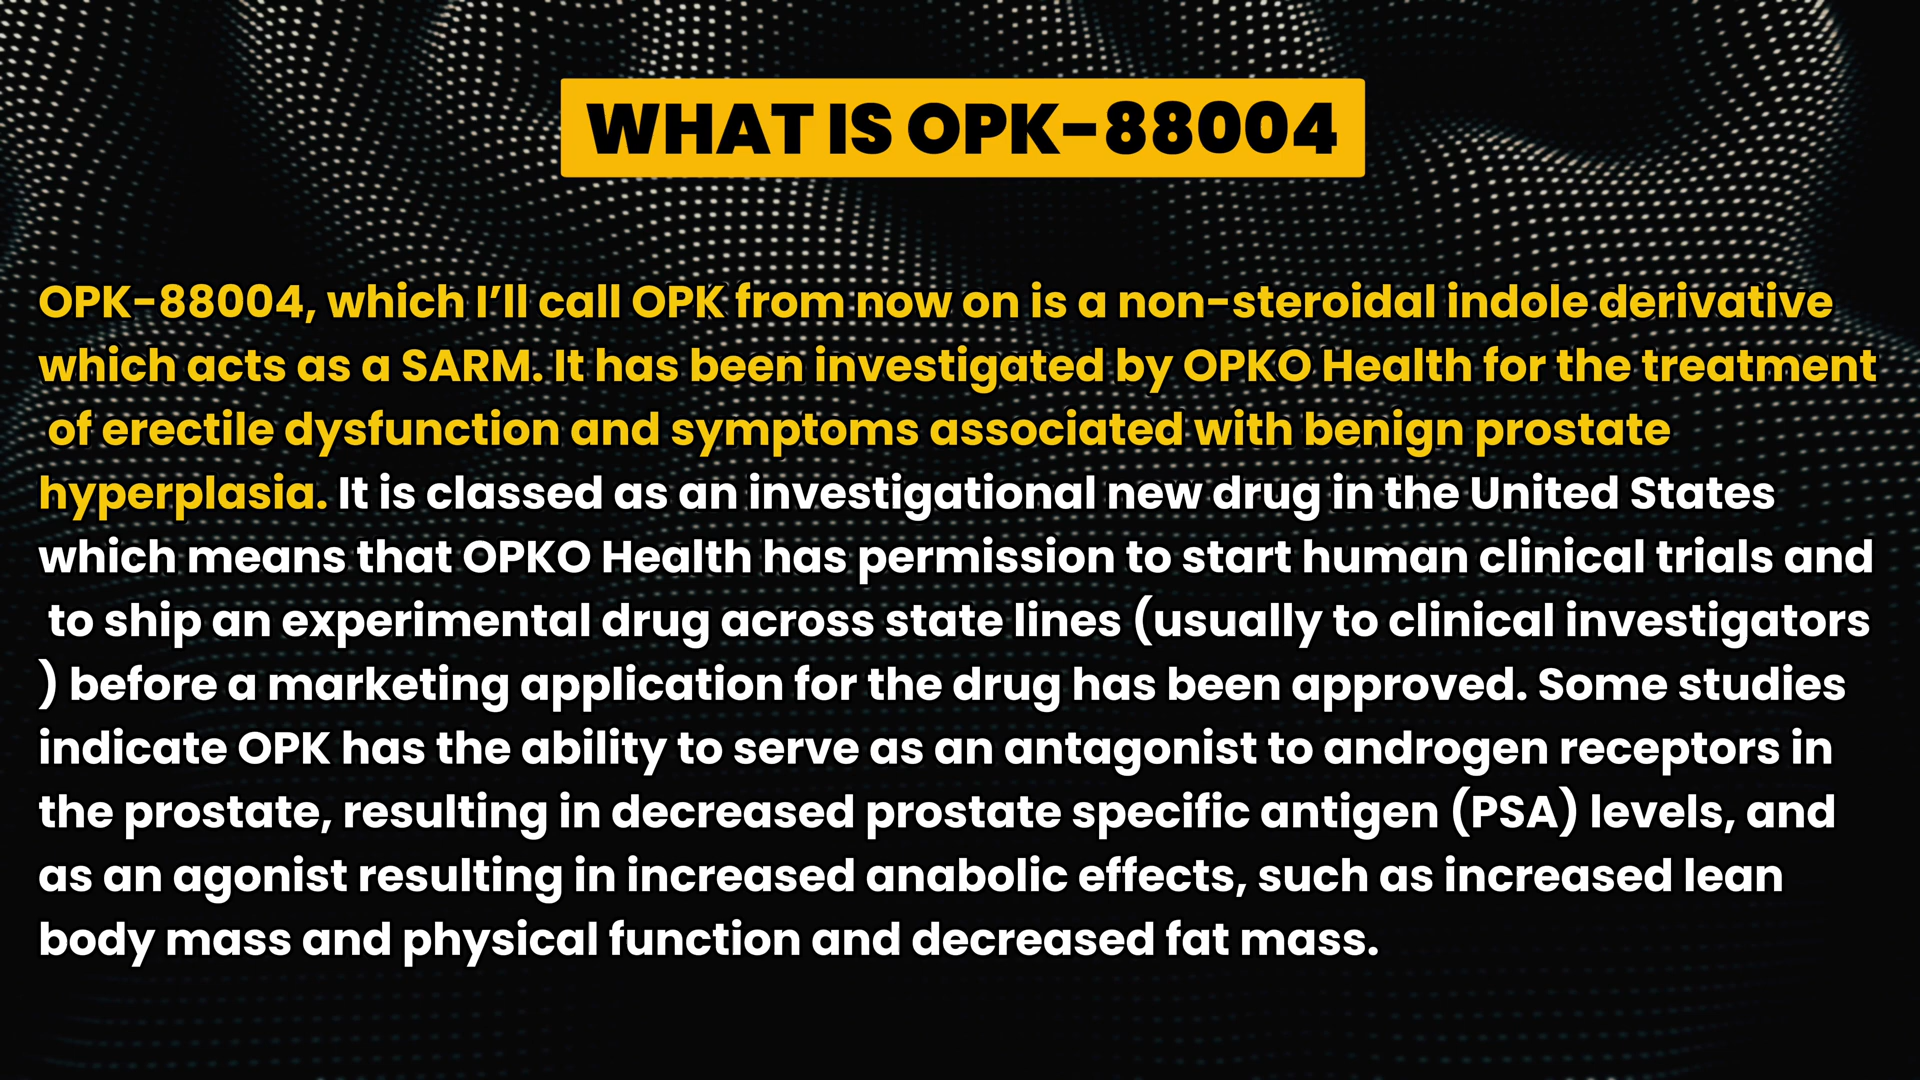 WHAT IS OPK-88004
OPK-88004, which I’ll call OPK from now on is a non-steroidal indole derivative
which acts as a SARM. It has been investigated by OPKO Health for the treatment
of erectile dysfunction and symptoms associated with benign prostate
hyperplasia. It is classed as an investigational new drug in the United States
which means that OPKO Health has permission to start human clinical trials and
to ship an experimental drug across state lines (usually to clinical investigators
) before a marketing application for the drug has been approved. Some studies
indicate OPK has the ability to serve as an antagonist to androgen receptors in
the prostate, resulting in decreased prostate specific antigen (PSA) levels, and
as an agonist resulting in increased anabolic effects, such as increased lean
body mass and physical function and decreased fat mass.